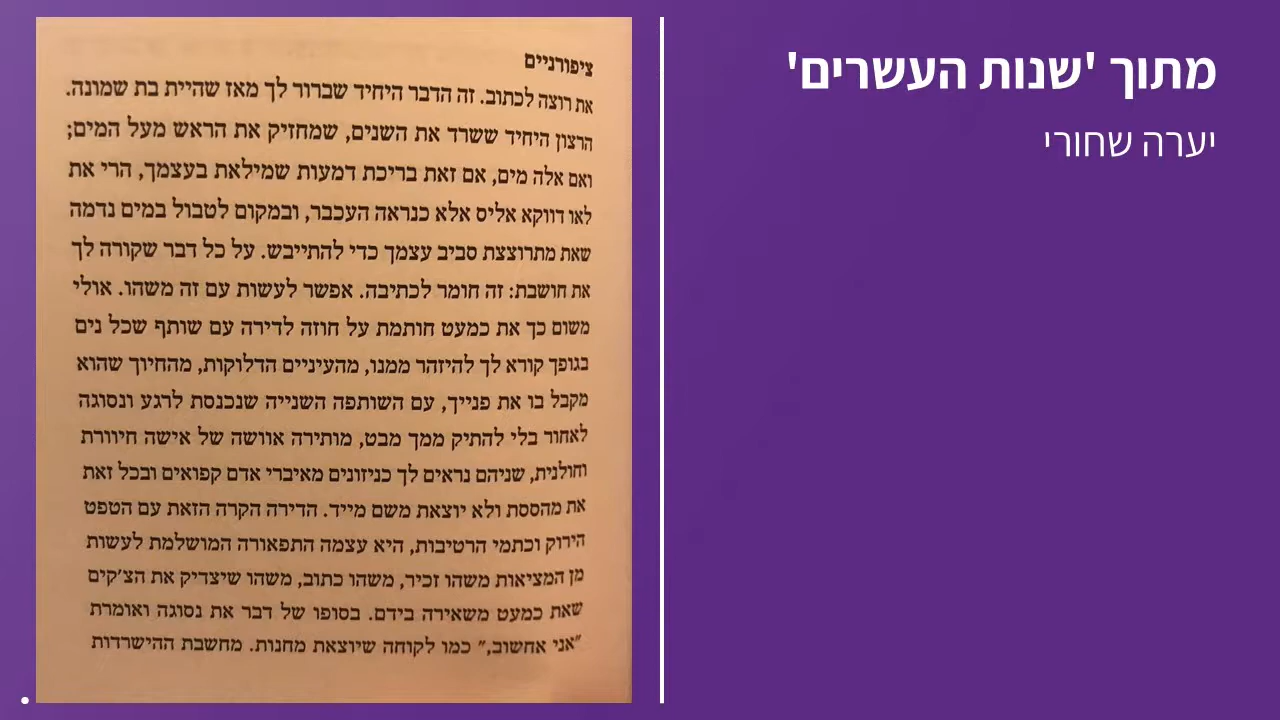 מתוך 'שנות העשרים'
יערה שחורי
ציפורניים
את רוצה לכתוב. זה הדבר היחיד שברור לך מאז שהיית בת שמונה.
הרצון היחיד ששרד את השנים, שמחזיק את הראש מעל המים;
ואם אלה מים, אם זאת בריכת דמעות שמילאת בעצמך, הרי את
לאו דווקא אליס אלא כנראה העכבר, ובמקום לטבול במים נדמה
שאת מתרוצצת סביב עצמך כדי להתייבש. על כל דבר שקורה לך
את חושבת: זה חומר לכתיבה. אפשר לעשות עם זה משהו. אולי
משום כך את כמעט חותמת על חוזה לדירה עם שותף שכל נים
בגופך קורא לך להיזהר ממנו, מהעיניים הדלוקות, מהחיוך שהוא
מקבל בו את פנייך, עם השותפה השנייה שנכנסת לרגע ונסוגה
לאחור בלי להתיק ממך מבט, מותירה אוושה של אישה חיוורת
וחולנית, שניהם נראים לך כניזונים מאיברי אדם קפואים ובכל זאת
את מהססת ולא יוצאת משם מייד. הדירה הקרה הזאת עם הטפט
הירוק וכתמי הרטיבות, היא עצמה התפאורה המושלמת לעשות
מן המציאות משהו זכיר, משהו כתוב, משהו שיצדיק את הצ'קים
שאת כמעט משאירה בידם. בסופו של דבר את נסוגה ואומרת
"אני אחשוב," כמו לקוחה שיוצאת מחנות. מחשבת ההישרדות